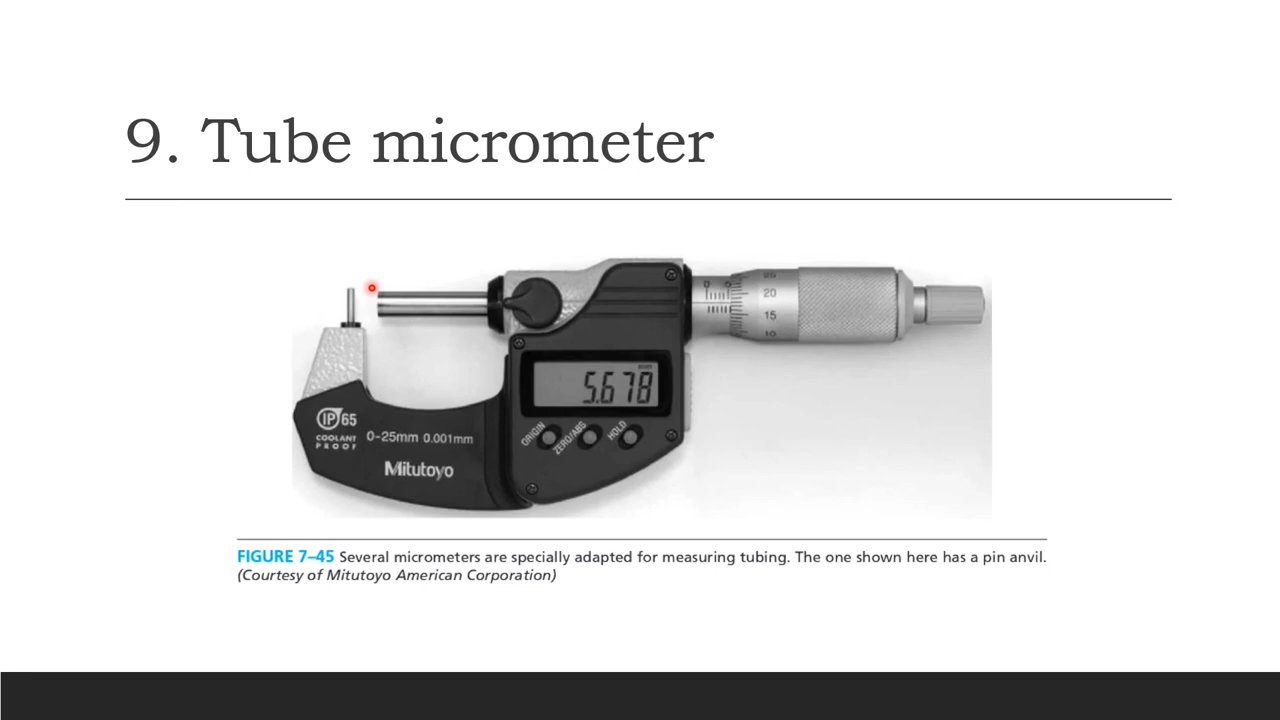 9. Tube micrometer
25
20
15
10
0
5.678
IP65
COOLANT
PROOF
0-25mm 0.001mm
Mitutoyo
ORIGIN
ZERO/ABS
HOLD
FIGURE 7–45 Several micrometers are specially adapted for measuring tubing. The one shown here has a pin anvil.
(Courtesy of Mitutoyo American Corporation)